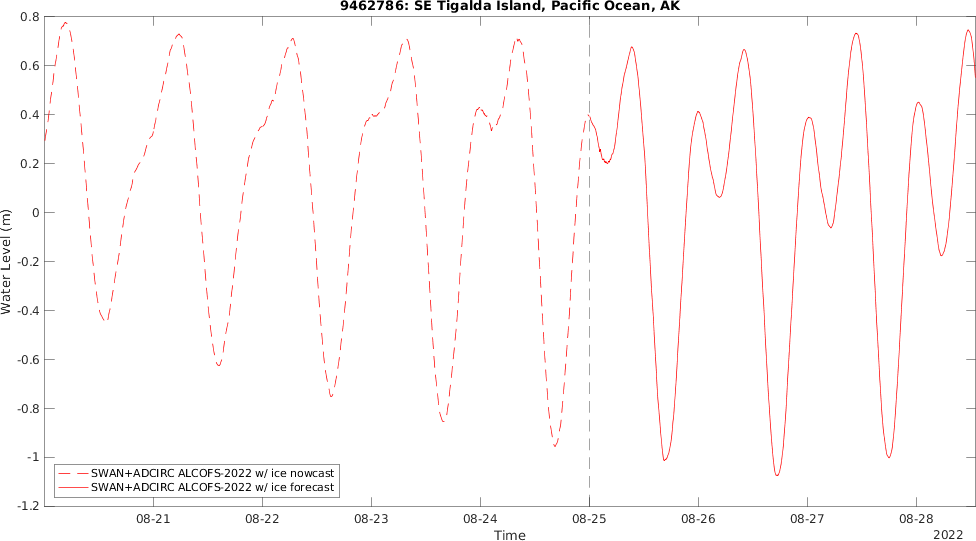 9462786: SE Tigalda Island, Pacific Ocean, AK
0.8
0.6
0.4
0.2
0
-0.2
-0.4
-0.6
-0.8
-1
-1.2
Water Level (m)
SWAN+ADCIRC ALCOFS-2022 w/ ice nowcast
SWAN+ADCIRC ALCOFS-2022 w/ ice forecast
08-21 08-22 08-23 08-24 08-25 08-26 08-27 08-28
Time
2022